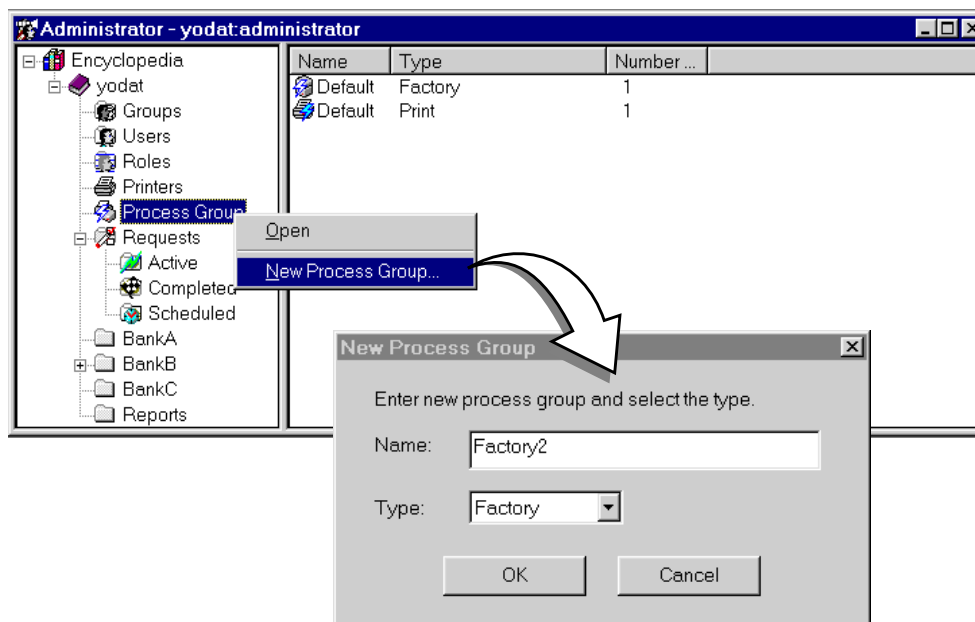 Administrator - yodat:administrator
Encyclopedia
yodat
Groups
Users
Roles
Printers
Process Group
Requests
Active
Completed
Scheduled
BankA
BankB
BankC
Reports
Name Type Number ...
Default Factory 1
Default Print 1
Open
New Process Group...
New Process Group
Enter new process group and select the type.
Name: Factory2
Type: Factory
OK Cancel